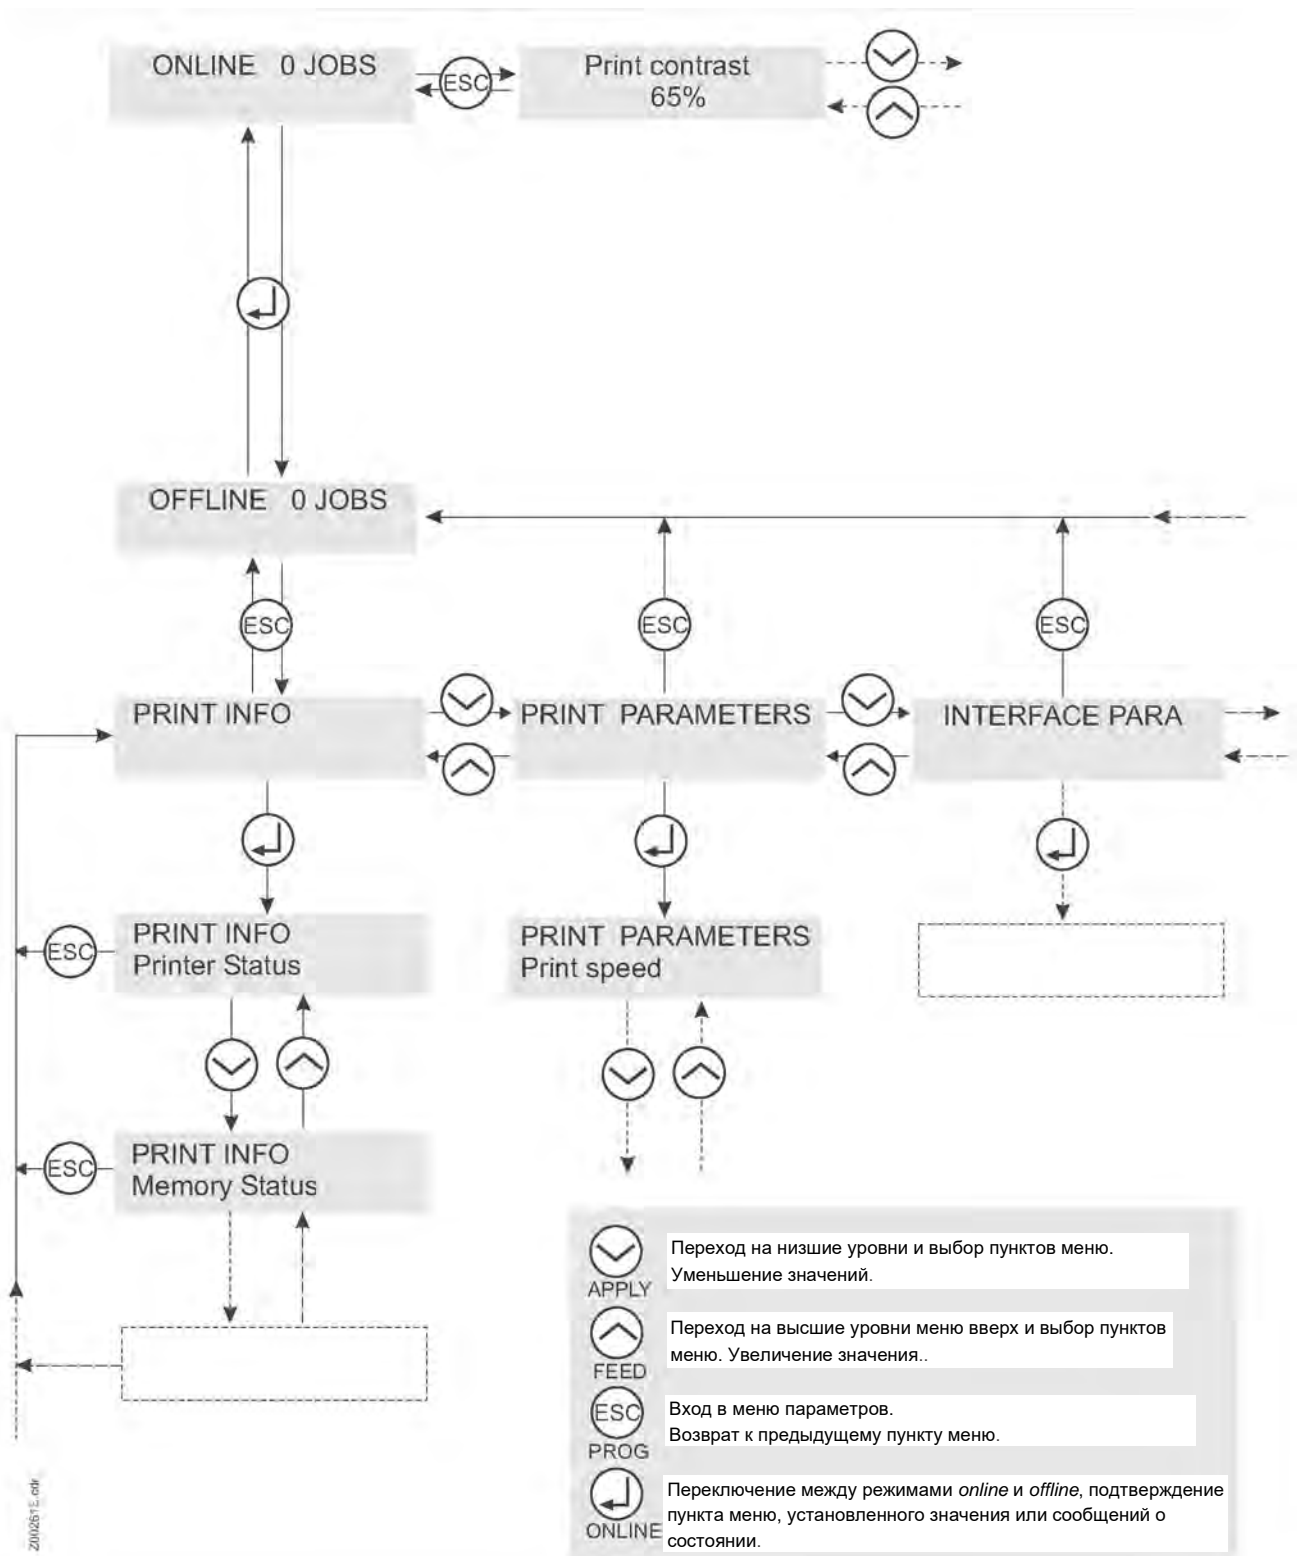 ONLINE 0 JOBS
ESC
Print contrast
65%
OFFLINE 0 JOBS
ESC
ESC
ESC
PRINT INFO
PRINT PARAMETERS
INTERFACE PARA
ESC
PRINT INFO
Printer Status
PRINT PARAMETERS
Print speed
ESC
PRINT INFO
Memory Status
APPLY
Переход на низшие уровни и выбор пунктов меню.
Уменьшение значений.
FEED
Переход на высшие уровни меню вверх и выбор пунктов
меню. Увеличение значения..
ESC
PROG
Вход в меню параметров.
Возврат к предыдущему пункту меню.
ONLINE
Переключение между режимами online и offline, подтверждение
пункта меню, установленного значения или сообщений о
состоянии.